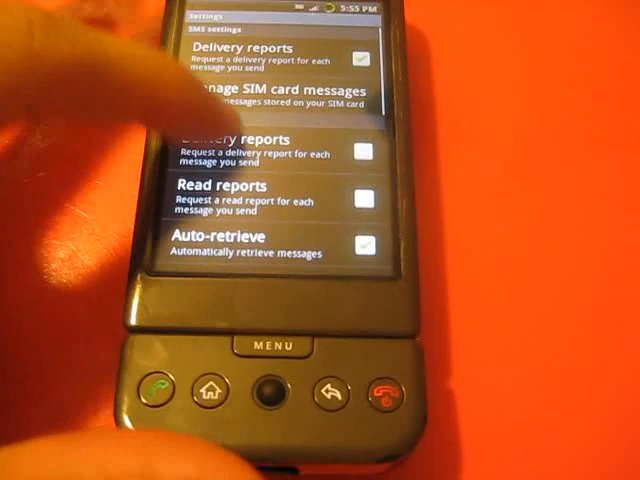 5:55 PM
Settings
SMS settings
Delivery reports
Request a delivery report for each
message you send
nage SIM card messages
messages stored on your SIM card
Delivery reports
Request a delivery report for each
message you send
Read reports
Request a read report for each
message you send
Auto-retrieve
Automatically retrieve messages
MENU